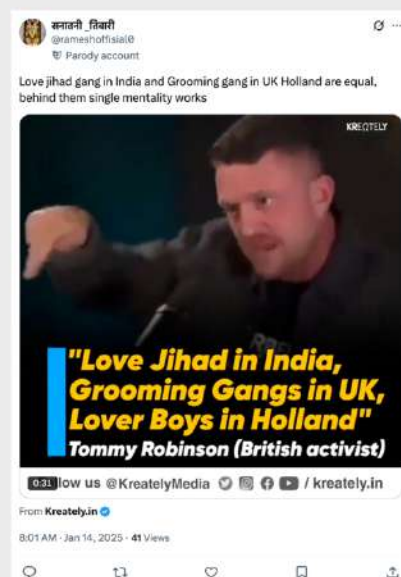 सनातनी _तिवारी
@rameshoffisial0
Parody account
Love jihad gang in India and Grooming gang in UK Holland are equal,
behind them single mentality works
KREATELY
"Love Jihad in India,
Grooming Gangs in UK,
Lover Boys in Holland"
Tommy Robinson (British activist)
0:31 low us @KreatelyMedia / kreately.in
From Kreately.in
8:01 AM · Jan 14, 2025 · 41 Views